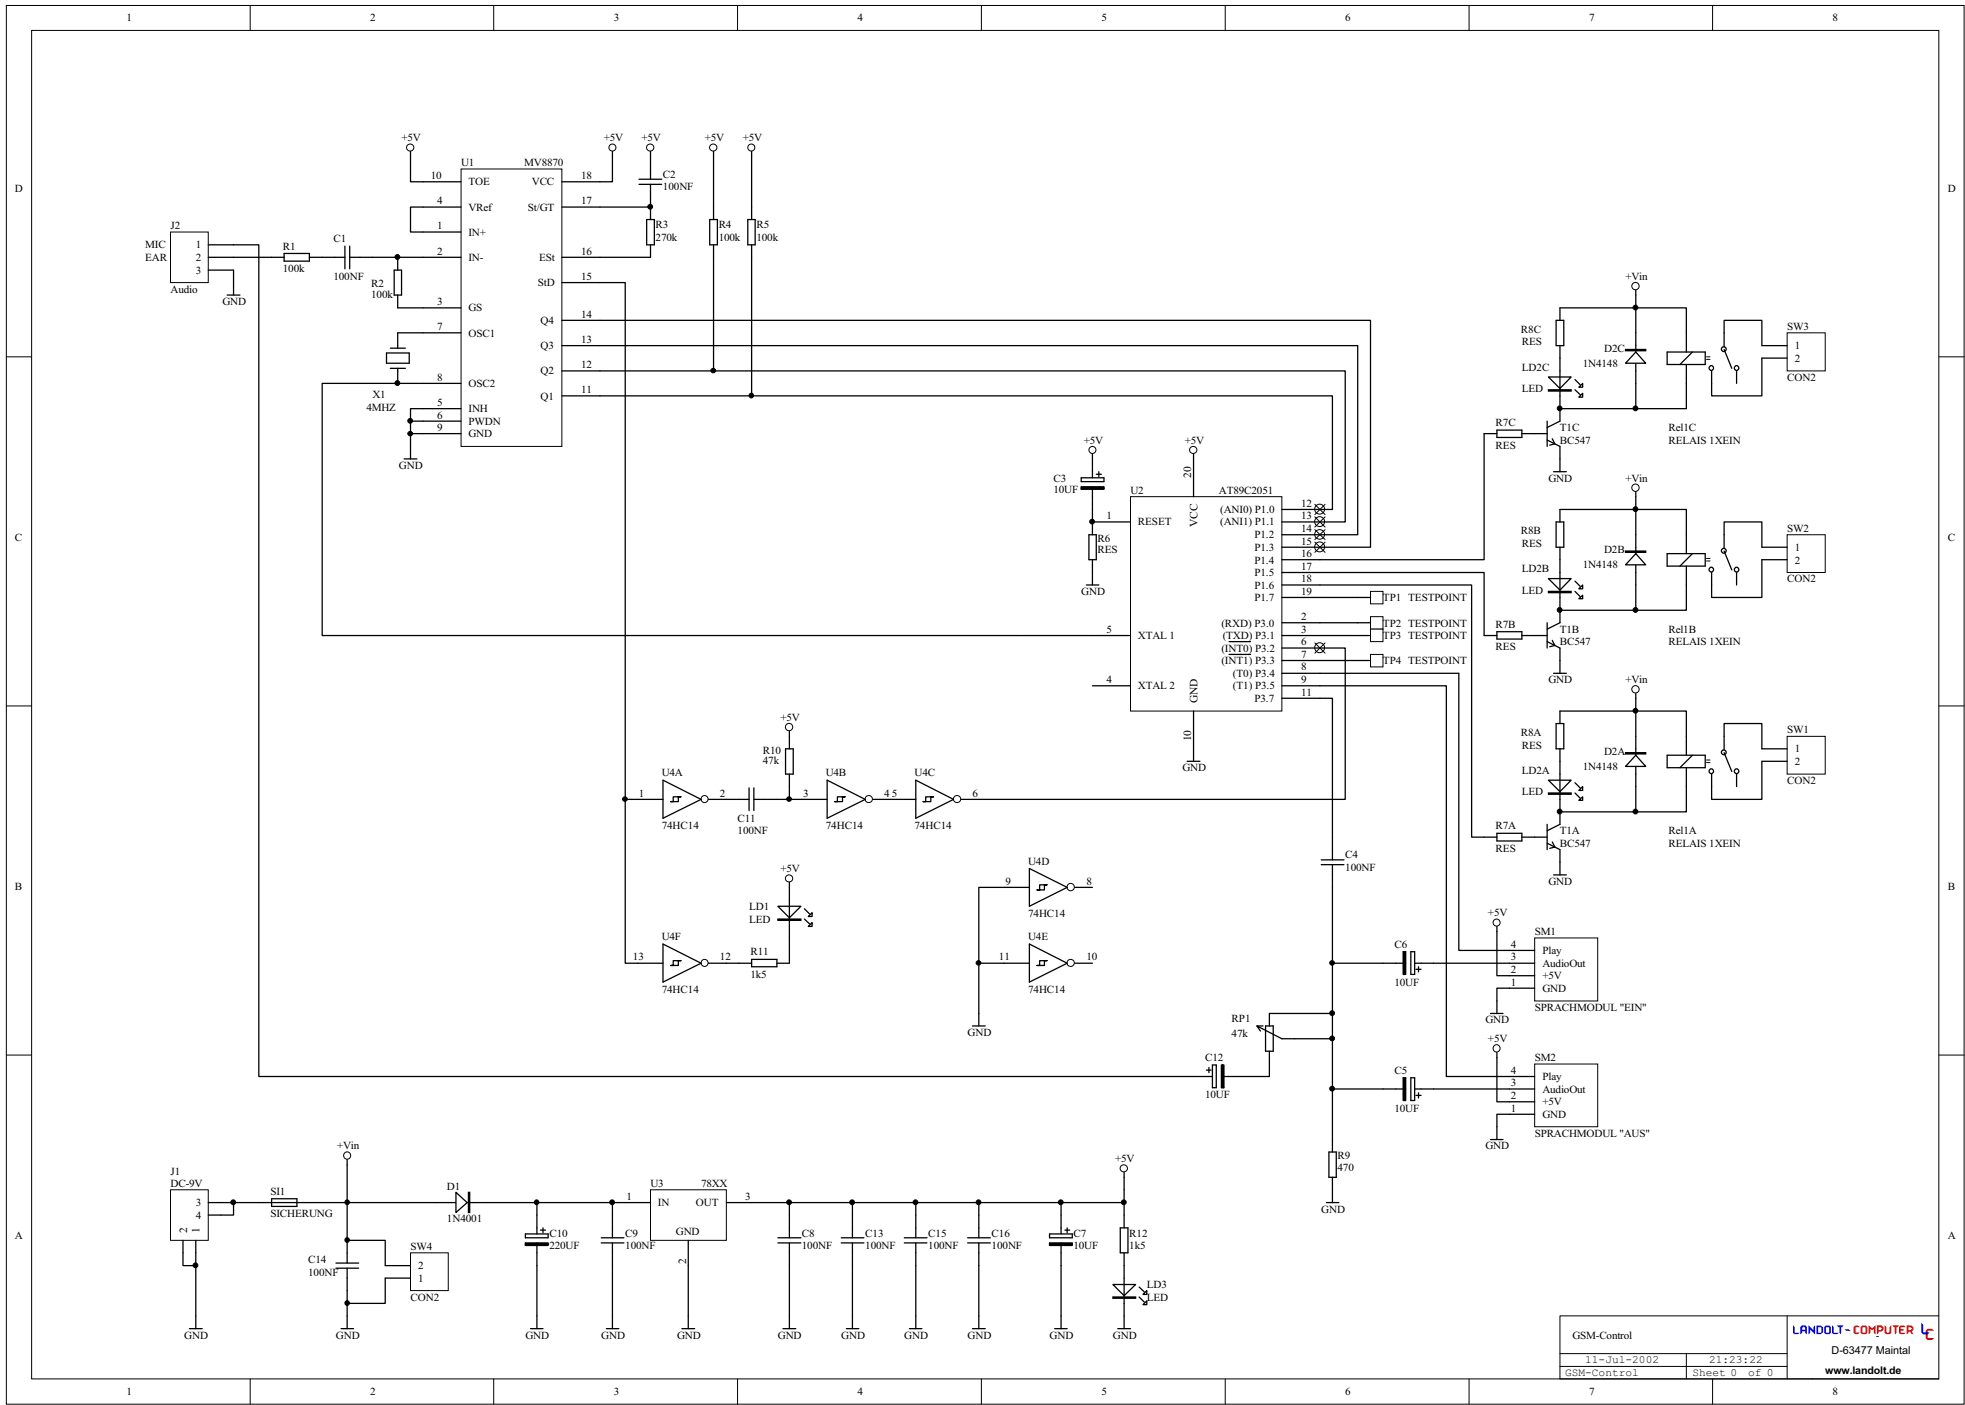 1 2 3 4 5 6 7 8
D
C
B
A
D
C
B
A
+5V
+5V
+5V
+5V
+5V
U1
MV8870
10 TOE
4 VRef
1 IN+
2 IN-
3 GS
7 OSC1
8 OSC2
5 INH
6 PWDN
9 GND
VCC 18
St/GT 17
ESt 16
StD 15
Q4 14
Q3 13
Q2 12
Q1 11
GND
C2
100NF
R3
270k
R4
100k
R5
100k
J2
MIC 1
EAR 2
3
Audio
GND
R1
100k
C1
100NF
R2
100k
X1
4MHZ
+5V
C3
10UF
R6
RES
GND
+5V
20
U2
AT89C2051
1 RESET
VCC
5 XTAL 1
4 XTAL 2
GND
10
GND
(ANI0) P1.0 12
(ANI1) P1.1 13
P1.2 14
P1.3 15
P1.4 16
P1.5 17
P1.6 18
P1.7 19
(RXD) P3.0 2
(TXD) P3.1 3
(INT0) P3.2 6
(INT1) P3.3 7
(T0) P3.4 8
(T1) P3.5 9
P3.7 11
TP1 TESTPOINT
TP2 TESTPOINT
TP3 TESTPOINT
TP4 TESTPOINT
+Vin
R8C
RES
D2C
1N4148
LD2C
LED
R7C
RES
T1C
BC547
GND
Rel1C
RELAIS 1XEIN
=
SW3
1
2
CON2
+Vin
R8B
RES
D2B
1N4148
LD2B
LED
R7B
RES
T1B
BC547
GND
Rel1B
RELAIS 1XEIN
=
SW2
1
2
CON2
+Vin
R8A
RES
D2A
1N4148
LD2A
LED
R7A
RES
T1A
BC547
GND
Rel1A
RELAIS 1XEIN
=
SW1
1
2
CON2
+5V
R10
47k
U4A
1 2
74HC14
C11
100NF
U4B
3 4
74HC14
U4C
5 6
74HC14
+5V
LD1
LED
U4F
13 12
74HC14
R11
1k5
U4D
9 8
74HC14
U4E
11 10
74HC14
GND
C4
100NF
C6
10UF
RP1
47k
C12
+
10UF
C5
10UF
R9
470
GND
+5V
SM1
4 Play
3 AudioOut
2 +5V
1 GND
GND
SPRACHMODUL "EIN"
+5V
SM2
4 Play
3 AudioOut
2 +5V
1 GND
GND
SPRACHMODUL "AUS"
J1
DC-9V
3
4
2 1
GND
SI1
SICHERUNG
+Vin
C14
100NF
GND
SW4
2
1
CON2
D1
1N4001
C10
220UF
GND
C9
100NF
GND
U3
78XX
1 IN OUT 3
GND
2
GND
C8
100NF
GND
C13
100NF
GND
C15
100NF
GND
C16
100NF
GND
C7
10UF
GND
+5V
R12
1k5
LD3
LED
GND
GSM-Control
11-Jul-2002 21:23:22
GSM-Control Sheet 0 of 0
LANDOLT-COMPUTER LC
D-63477 Maintal
www.landolt.de
1 2 3 4 5 6 7 8